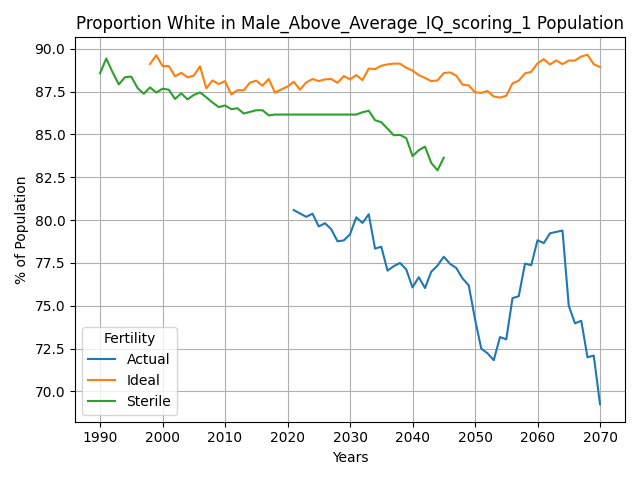 Proportion White in Male_Above_Average_IQ_scoring_1 Population
% of Population
90.0
87.5
85.0
82.5
80.0
77.5
75.0
72.5
70.0
Fertility
Actual
Ideal
Sterile
1990 2000 2010 2020 2030 2040 2050 2060 2070
Years